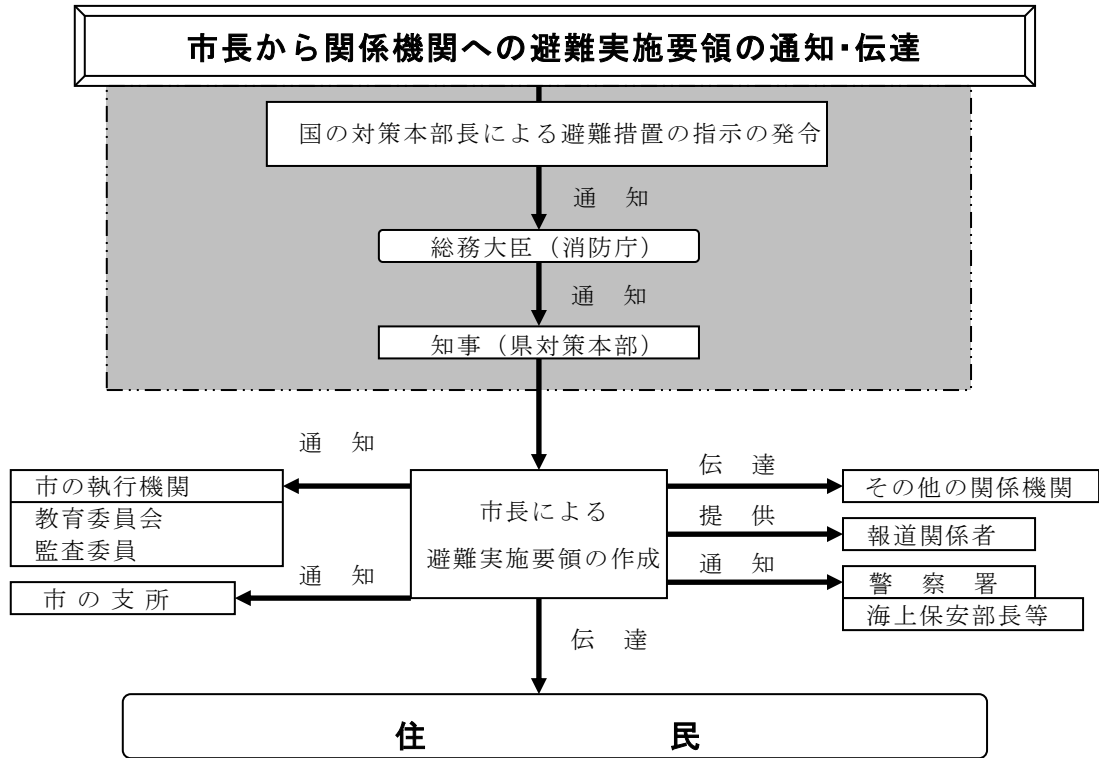 市長から関係機関への避難実施要領の通知・伝達
国の対策本部長による避難措置の指示の発令
通 知
総務大臣（消防庁）
通 知
知事（県対策本部）
通 知
市の執行機関
教育委員会
監査委員
通 知
市の支所
市長による
避難実施要領の作成
伝 達
その他の関係機関
提 供
報道関係者
通 知
警察署
海上保安部長等
伝 達
住 民